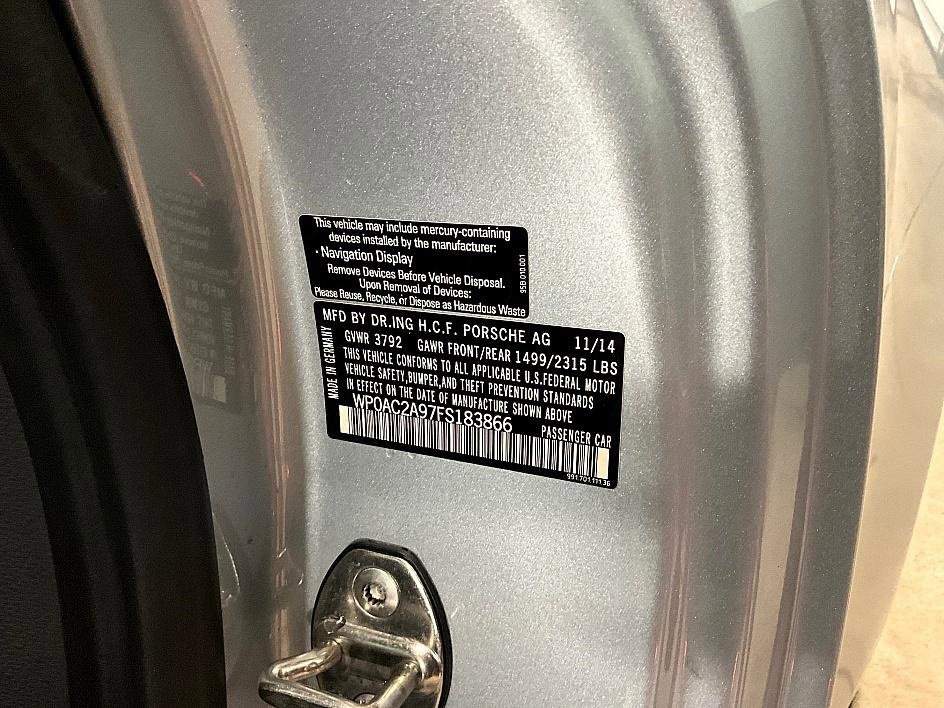 This vehicle may include mercury-containing
devices installed by the manufacturer:
· Navigation Display
Remove Devices Before Vehicle Disposal.
Upon Removal of Devices:
Please Reuse, Recycle, or Dispose as Hazardous Waste
95B 010 001
MFD BY DR.ING H.C.F. PORSCHE AG 11/14
GVWR 3792 GAWR FRONT/REAR 1499/2315 LBS
THIS VEHICLE CONFORMS TO ALL APPLICABLE U.S.FEDERAL MOTOR
VEHICLE SAFETY,BUMPER,AND THEFT PREVENTION STANDARDS
IN EFFECT ON THE DATE OF MANUFACTURE SHOWN ABOVE
MADE IN GERMANY
WP0AC2A97FS183866 PASSENGER CAR
991.701.171.36